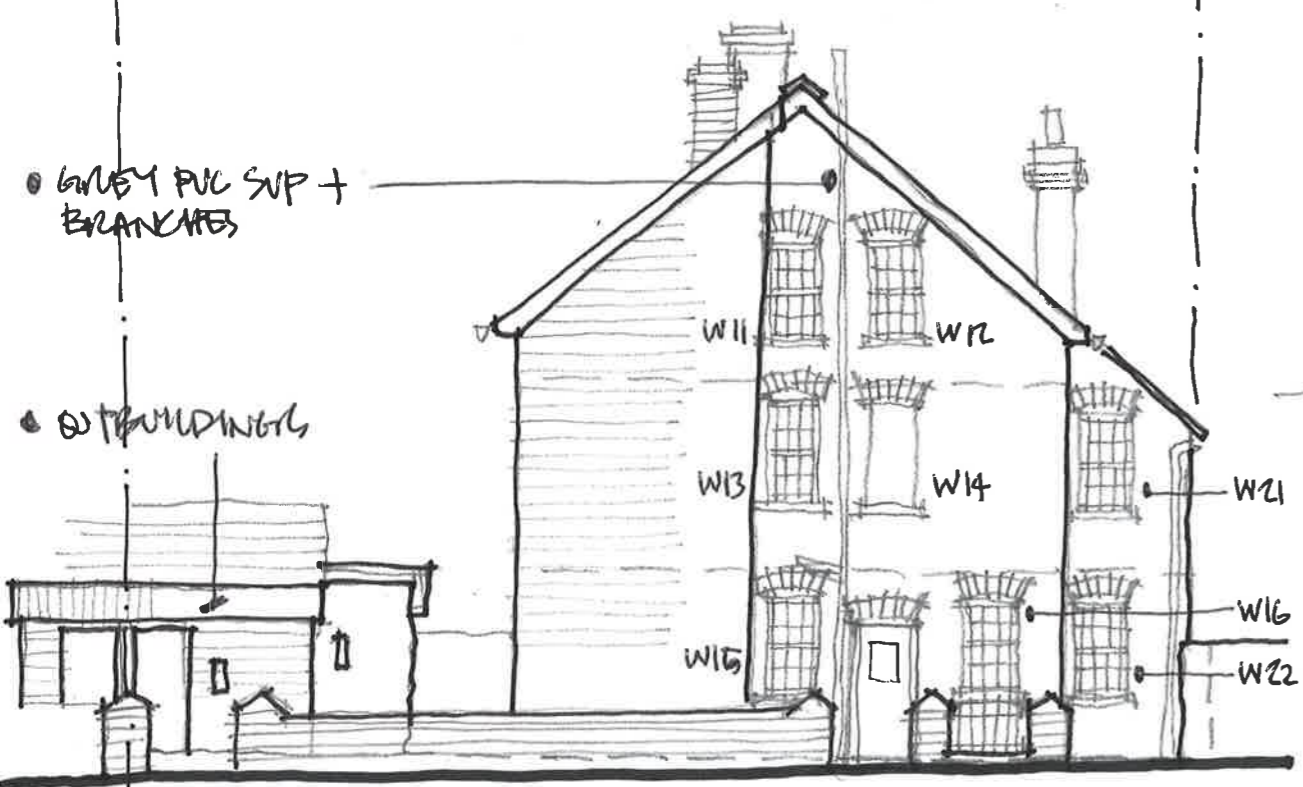 • GREY PVC SVP +
BRANCHES
W11
W12
• OUTBUILDINGS
W13
W14
W21
W16
W15
W22